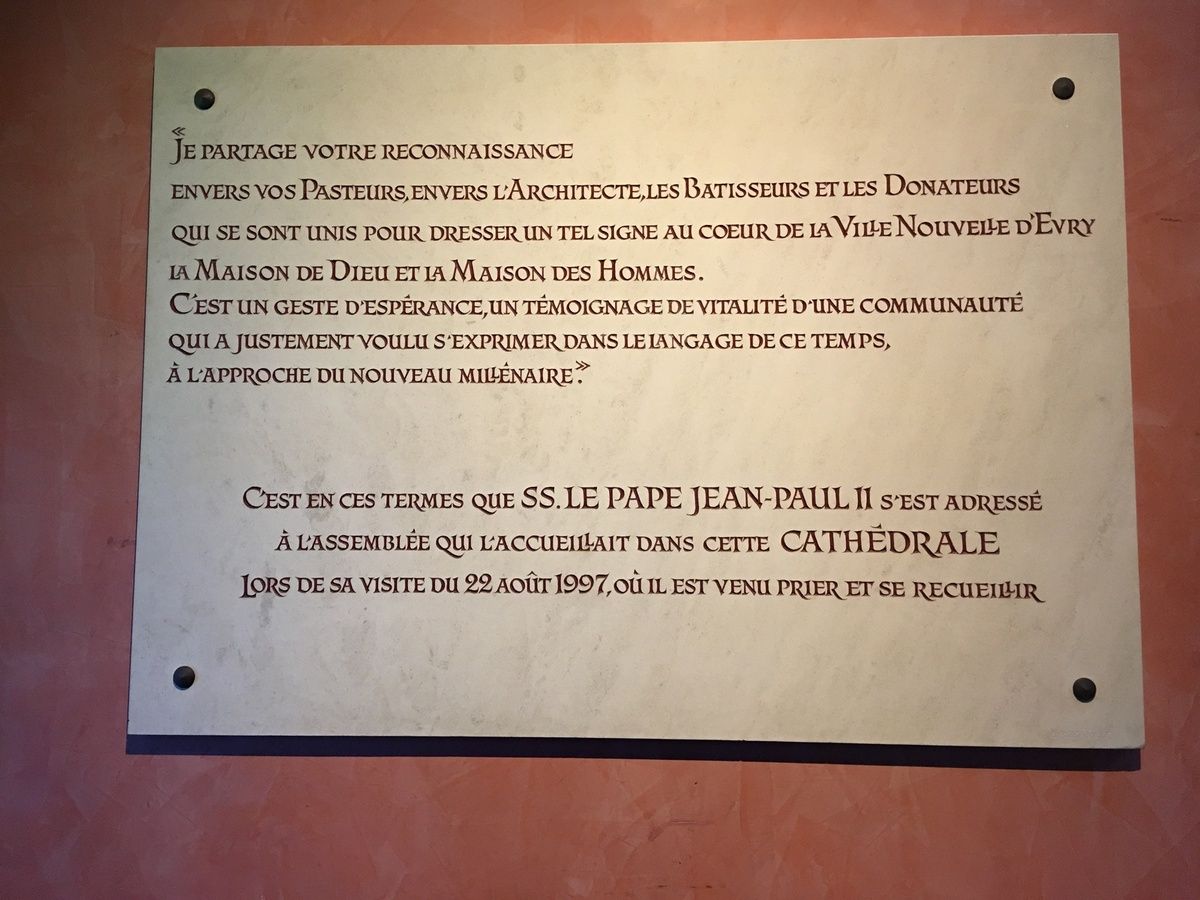 «Je partage votre reconnaissance
envers vos Pasteurs, envers l'Architecte, les Batisseurs et les Donateurs
qui se sont unis pour dresser un tel signe au coeur de la Ville Nouvelle d'Evry
la Maison de Dieu et la Maison des Hommes.
C'est un geste d'espérance, un témoignage de vitalité d'une communauté
qui a justement voulu s'exprimer dans le langage de ce temps,
à l'approche du nouveau millénaire.»
C'est en ces termes que SS. LE PAPE JEAN-PAUL II s'est adressé
à l'assemblée qui l'accueillait dans cette CATHÉDRALE
Lors de sa visite du 22 août 1997, où il est venu prier et se recueillir